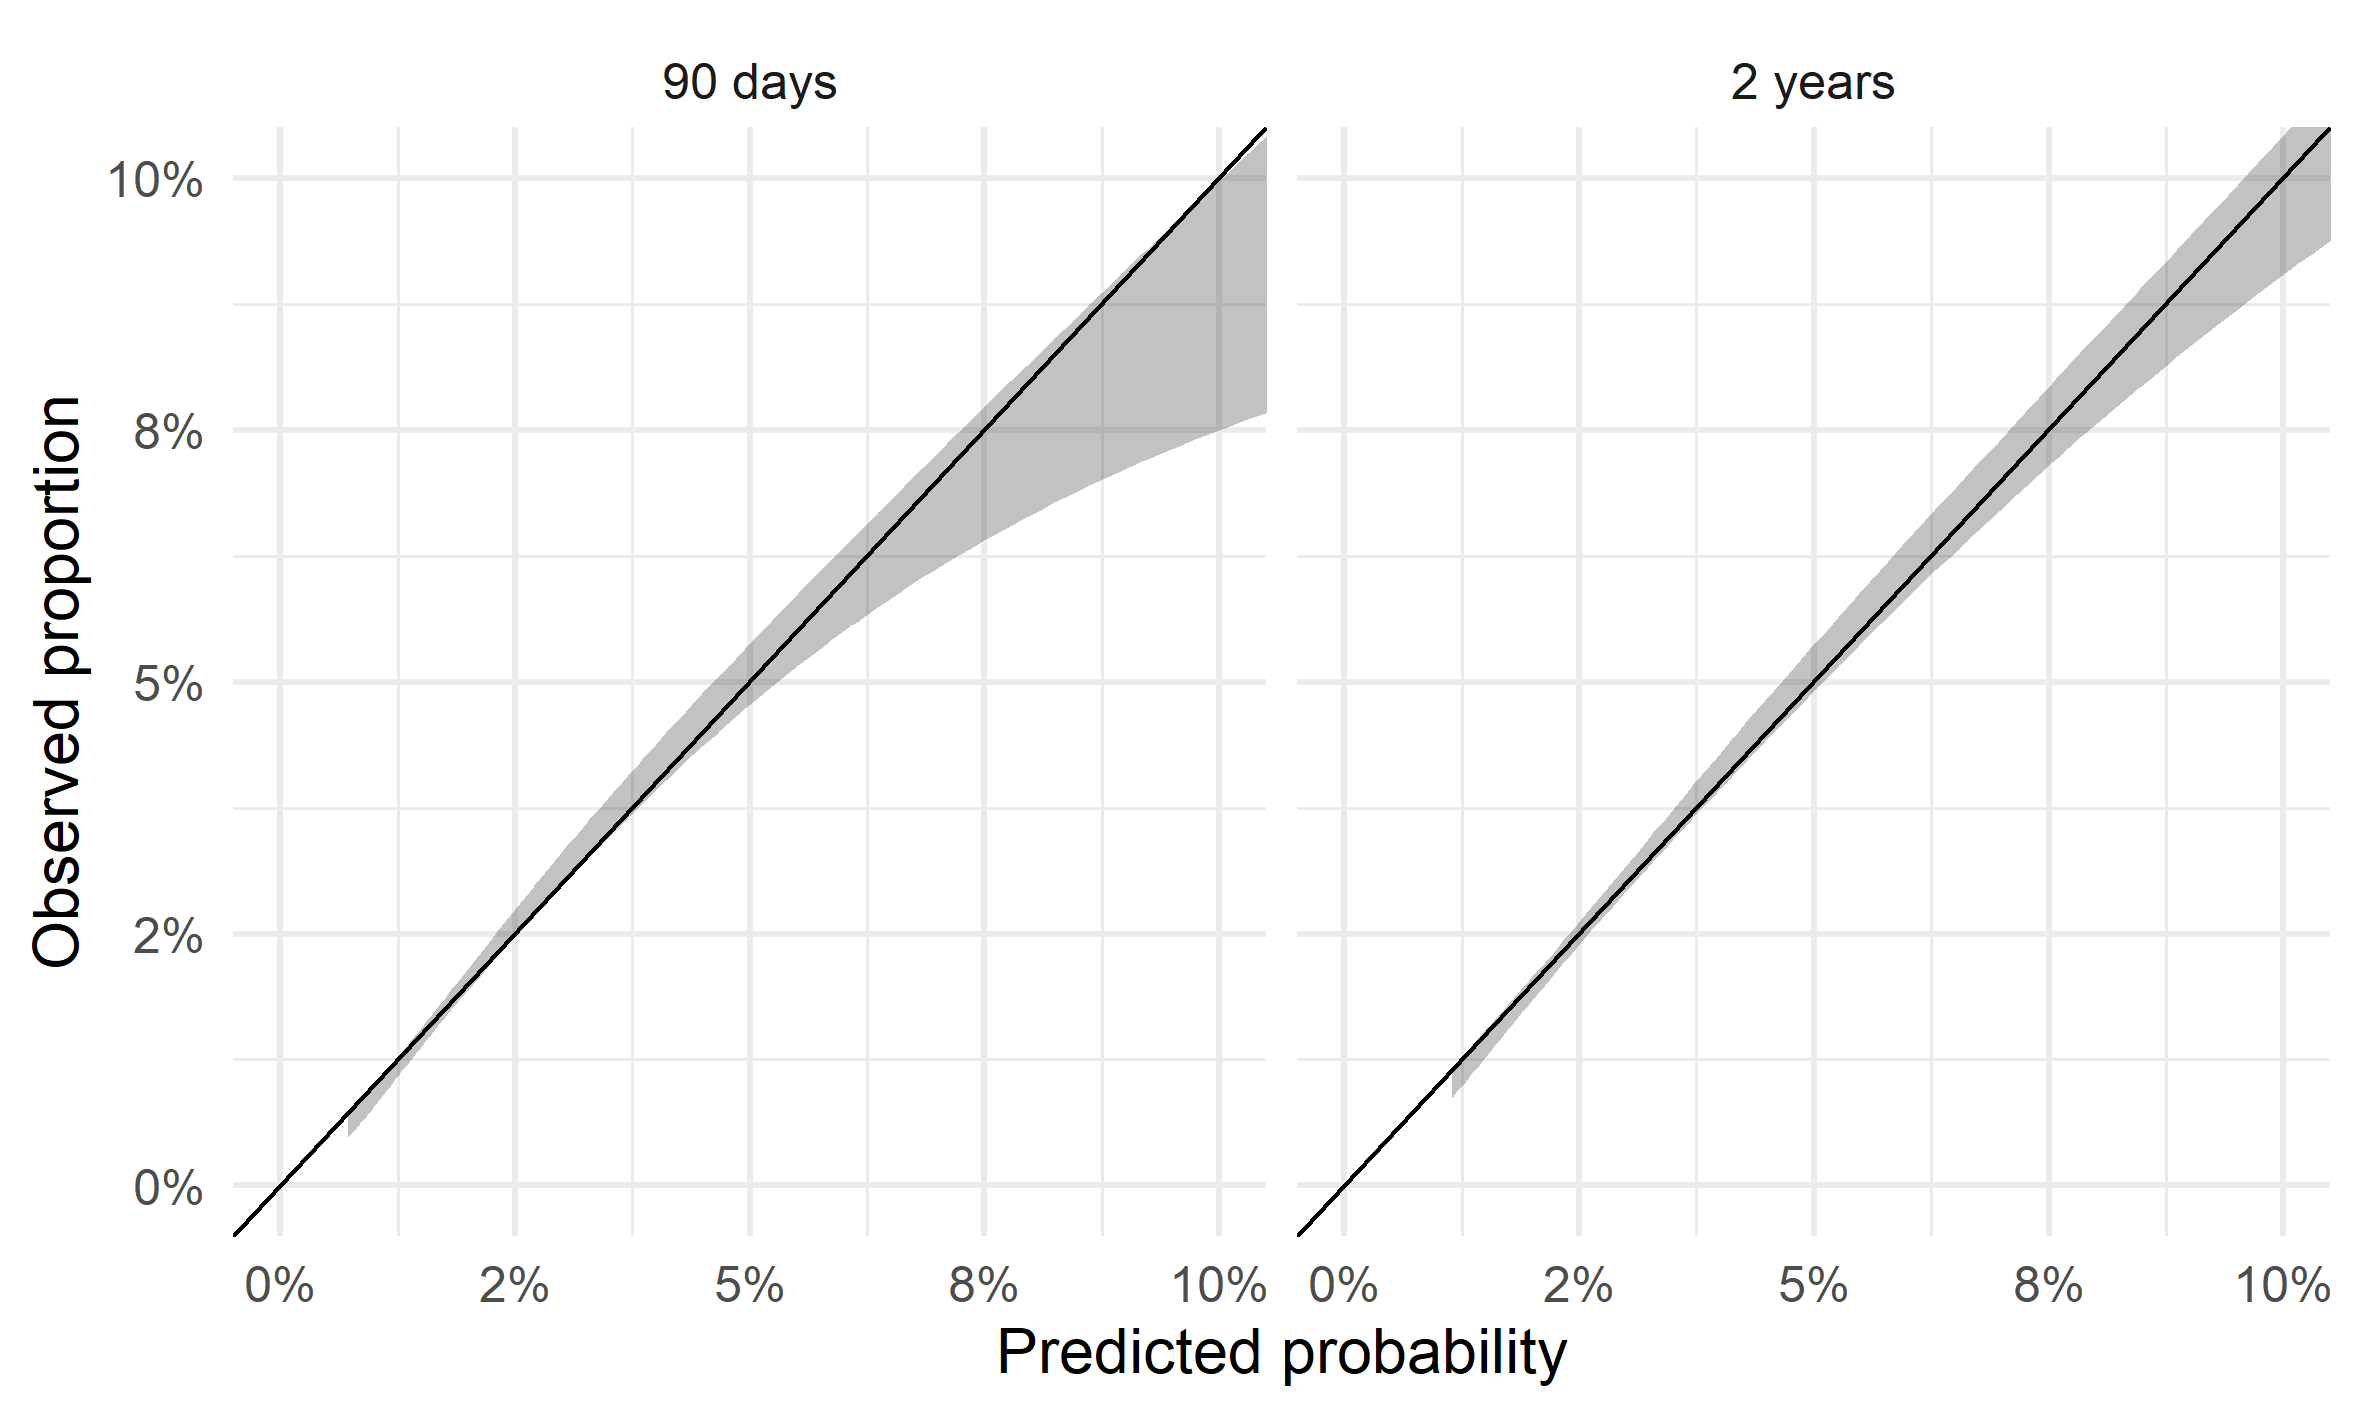 90 days
2 years
Observed proportion
10%
8%
5%
2%
0%
0% 2% 5% 8% 10% 0% 2% 5% 8% 10%
Predicted probability